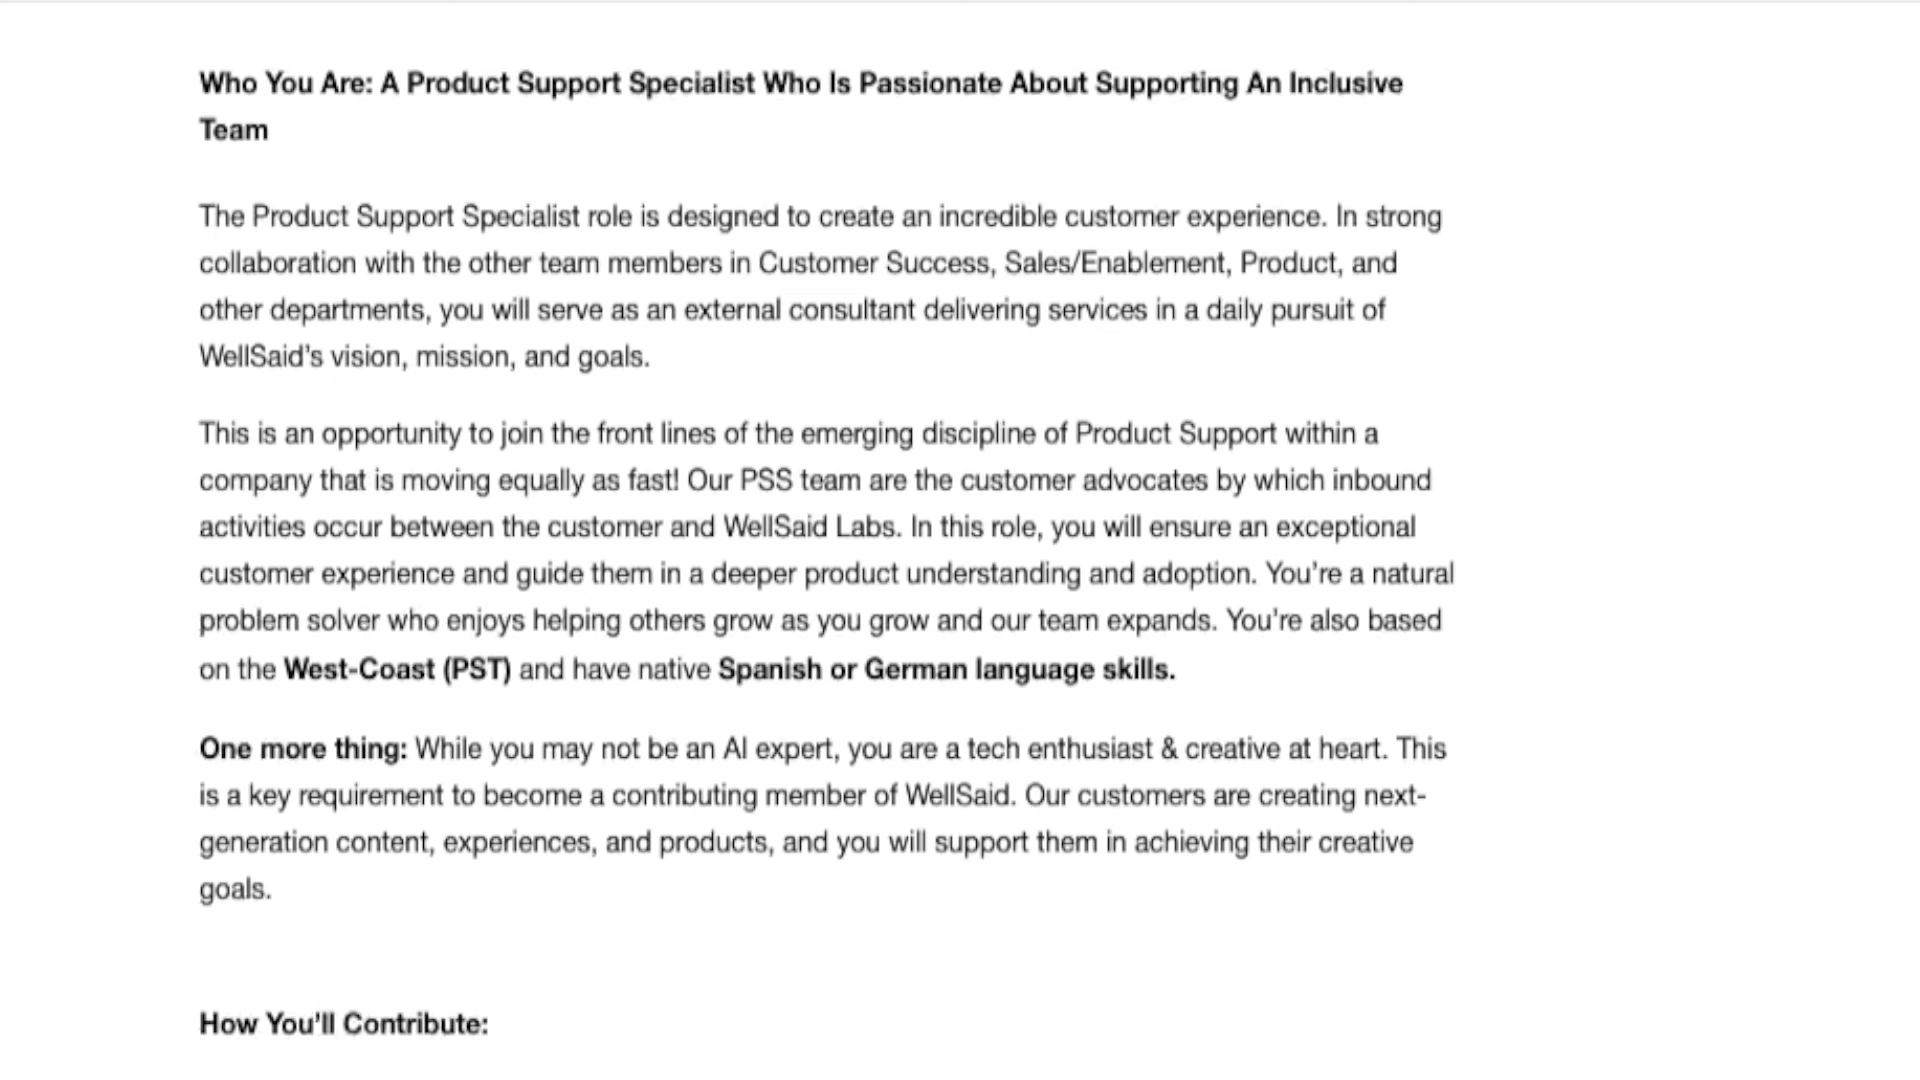 Who You Are: A Product Support Specialist Who Is Passionate About Supporting An Inclusive
Team
The Product Support Specialist role is designed to create an incredible customer experience. In strong
collaboration with the other team members in Customer Success, Sales/Enablement, Product, and
other departments, you will serve as an external consultant delivering services in a daily pursuit of
WellSaid's vision, mission, and goals.
This is an opportunity to join the front lines of the emerging discipline of Product Support within a
company that is moving equally as fast! Our PSS team are the customer advocates by which inbound
activities occur between the customer and WellSaid Labs. In this role, you will ensure an exceptional
customer experience and guide them in a deeper product understanding and adoption. You're a natural
problem solver who enjoys helping others grow as you grow and our team expands. You're also based
on the West-Coast (PST) and have native Spanish or German language skills.
One more thing: While you may not be an AI expert, you are a tech enthusiast & creative at heart. This
is a key requirement to become a contributing member of WellSaid. Our customers are creating next-
generation content, experiences, and products, and you will support them in achieving their creative
goals.
How You'll Contribute: